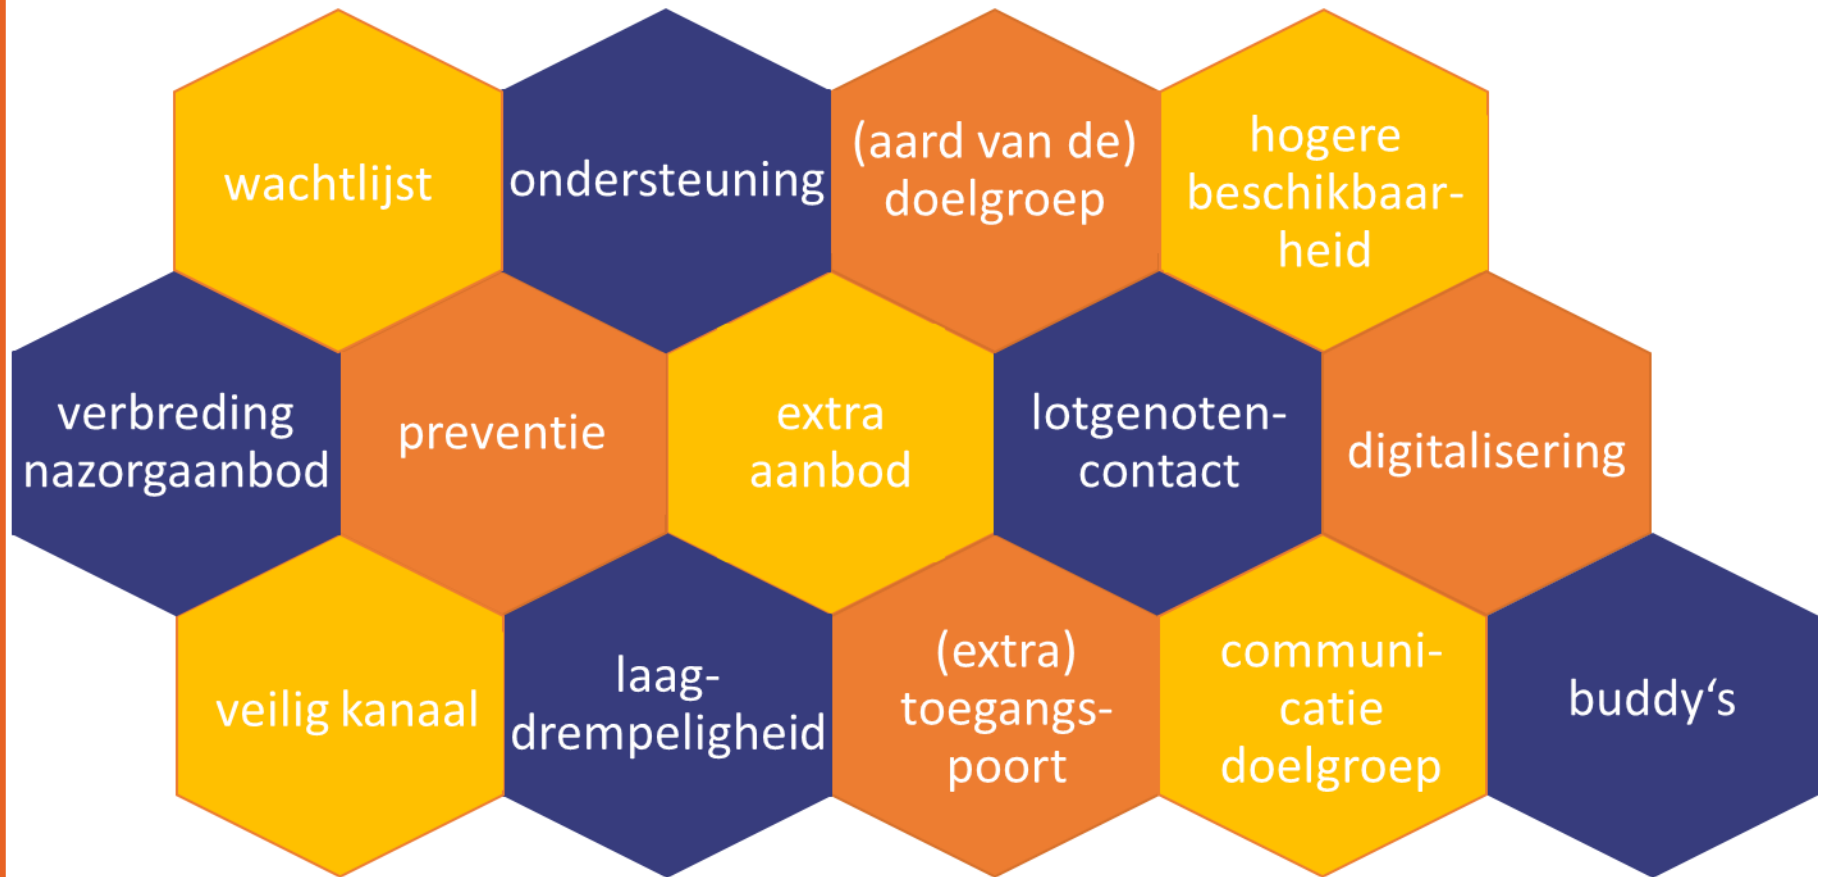 wachtlijst
ondersteuning
(aard van de)
doelgroep
hogere
beschikbaar-
heid
verbreding
nazorgaanbod
preventie
extra
aanbod
lotgenoten-
contact
digitalisering
veilig kanaal
laag-
drempeligheid
(extra)
toegangs-
poort
communi-
catie
doelgroep
buddy‘s